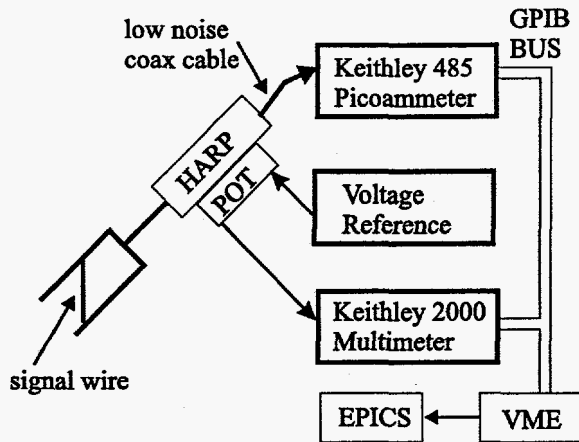 low noise
coax cable
GPIB
BUS
Keithley 485
Picoammeter
HARP
POT
Voltage
Reference
Keithley 2000
Multimeter
signal wire
EPICS
VME